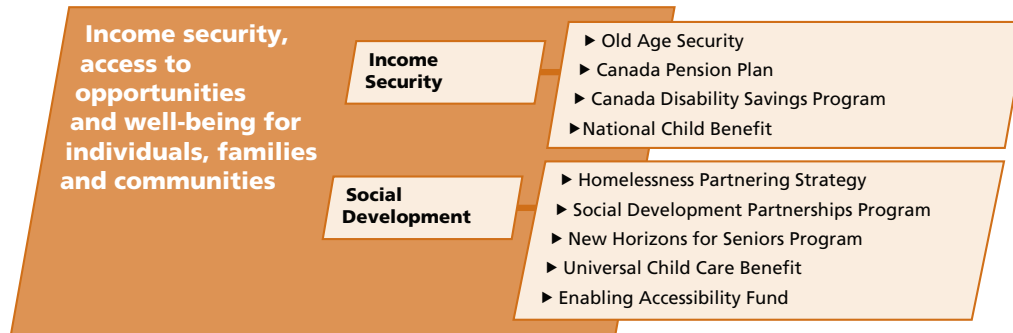 Income security,
access to
opportunities
and well-being for
individuals, families
and communities
Income
Security
▶ Old Age Security
▶ Canada Pension Plan
▶ Canada Disability Savings Program
▶ National Child Benefit
Social
Development
▶ Homelessness Partnering Strategy
▶ Social Development Partnerships Program
▶ New Horizons for Seniors Program
▶ Universal Child Care Benefit
▶ Enabling Accessibility Fund